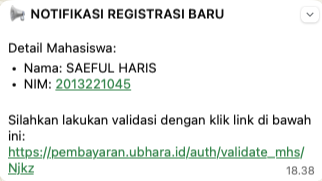 NOTIFIKASI REGISTRASI BARU
Detail Mahasiswa:
• Nama: SAEFUL HARIS
• NIM: 2013221045
Silahkan lakukan validasi dengan klik link di bawah
ini:
https://pembayaran.ubhara.id/auth/validate_mhs/
Njkz
18.38